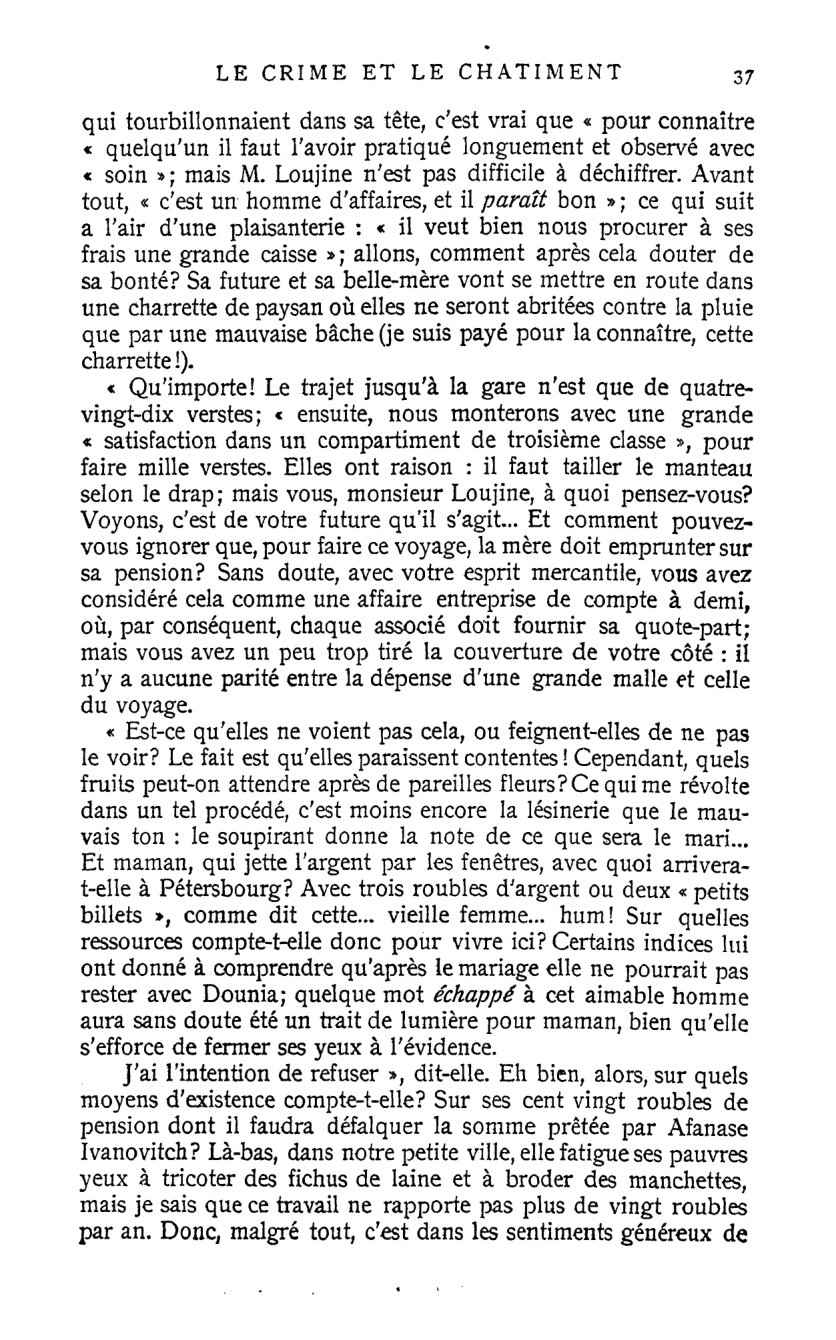 LE CRIME ET LE CHATIMENT 37
qui tourbillonnaient dans sa tête, c'est vrai que « pour connaître
« quelqu'un il faut l'avoir pratiqué longuement et observé avec
« soin »; mais M. Loujine n'est pas difficile à déchiffrer. Avant
tout, « c'est un homme d'affaires, et il paraît bon »; ce qui suit
a l'air d'une plaisanterie : « il veut bien nous procurer à ses
frais une grande caisse »; allons, comment après cela douter de
sa bonté? Sa future et sa belle-mère vont se mettre en route dans
une charrette de paysan où elles ne seront abritées contre la pluie
que par une mauvaise bâche (je suis payé pour la connaître, cette
charrette!).
« Qu'importe! Le trajet jusqu'à la gare n'est que de quatre-
vingt-dix verstes; « ensuite, nous monterons avec une grande
« satisfaction dans un compartiment de troisième classe », pour
faire mille verstes. Elles ont raison : il faut tailler le manteau
selon le drap; mais vous, monsieur Loujine, à quoi pensez-vous?
Voyons, c'est de votre future qu'il s'agit... Et comment pouvez-
vous ignorer que, pour faire ce voyage, la mère doit emprunter sur
sa pension? Sans doute, avec votre esprit mercantile, vous avez
considéré cela comme une affaire entreprise de compte à demi,
où, par conséquent, chaque associé doit fournir sa quote-part;
mais vous avez un peu trop tiré la couverture de votre côté : il
n'y a aucune parité entre la dépense d'une grande malle et celle
du voyage.
« Est-ce qu'elles ne voient pas cela, ou feignent-elles de ne pas
le voir? Le fait est qu'elles paraissent contentes! Cependant, quels
fruits peut-on attendre après de pareilles fleurs? Ce qui me révolte
dans un tel procédé, c'est moins encore la lésinerie que le mau-
vais ton : le soupirant donne la note de ce que sera le mari...
Et maman, qui jette l'argent par les fenêtres, avec quoi arrivera-
t-elle à Pétersbourg? Avec trois roubles d'argent ou deux « petits
billets », comme dit cette... vieille femme... hum! Sur quelles
ressources compte-t-elle donc pour vivre ici? Certains indices lui
ont donné à comprendre qu'après le mariage elle ne pourrait pas
rester avec Dounia; quelque mot échappé à cet aimable homme
aura sans doute été un trait de lumière pour maman, bien qu'elle
s'efforce de fermer ses yeux à l'évidence.
J'ai l'intention de refuser », dit-elle. Eh bien, alors, sur quels
moyens d'existence compte-t-elle? Sur ses cent vingt roubles de
pension dont il faudra défalquer la somme prêtée par Afanase
Ivanovitch? Là-bas, dans notre petite ville, elle fatigue ses pauvres
yeux à tricoter des fichus de laine et à broder des manchettes,
mais je sais que ce travail ne rapporte pas plus de vingt roubles
par an. Donc, malgré tout, c'est dans les sentiments généreux de